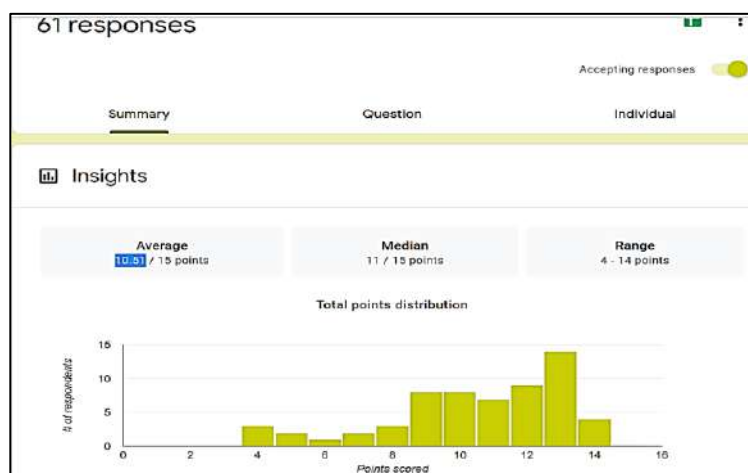 61 responses
Accepting responses
Summary Question Individual
Insights
Average Median Range
10.51 / 15 points 11 / 15 points 4 - 14 points
Total points distribution
# of respondents
15
10
5
0
0 2 4 6 8 10 12 14 16
Points scored